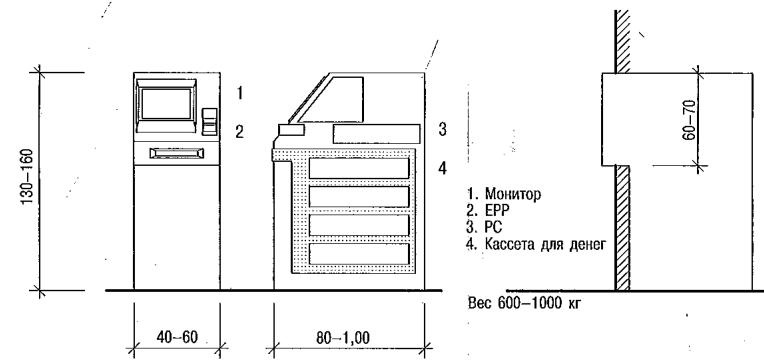 1
2
3
4
130–160
60–70
1. Монитор
2. EPP
3. PC
4. Кассета для денег
Вес 600–1000 кг
40–60
80–1,00